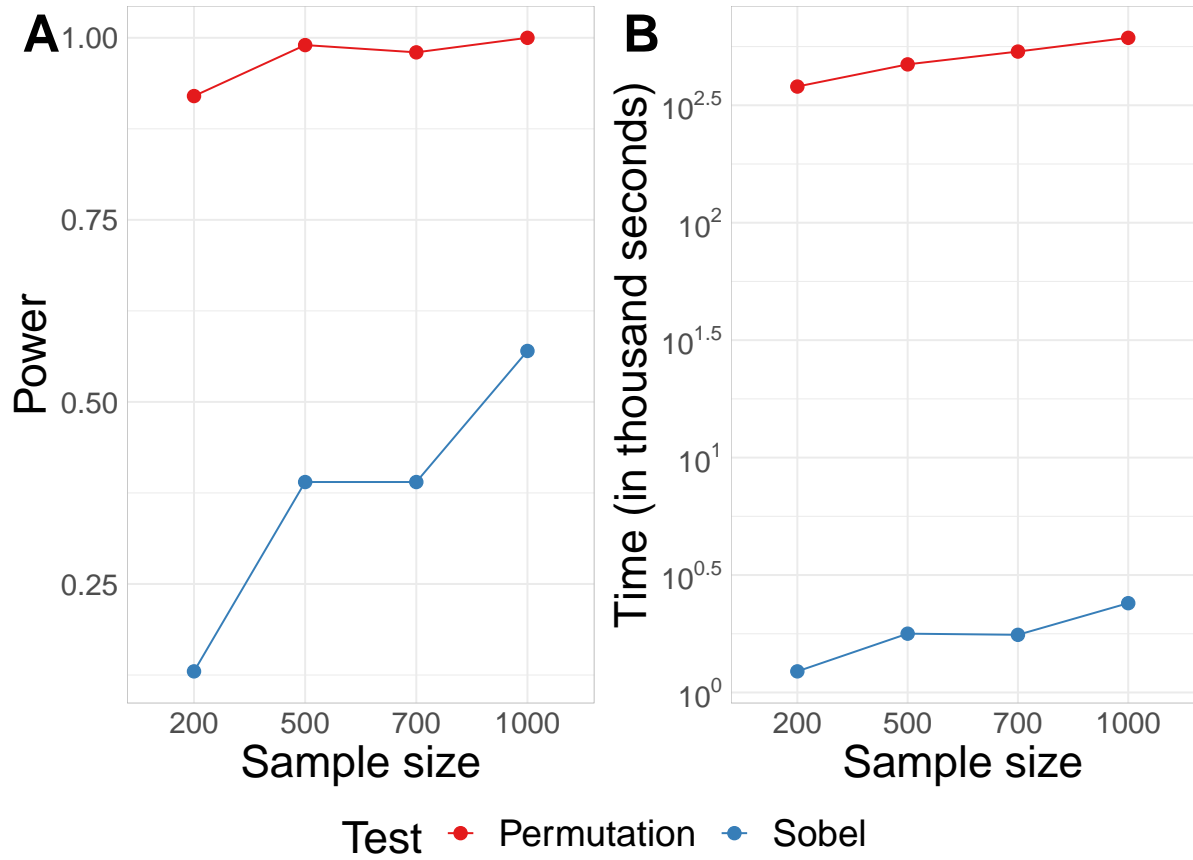 A
Power
1.00
0.75
0.50
0.25
200 500 700 1000
Sample size
B
Time (in thousand seconds)
10^2.5
10^2
10^1.5
10^1
10^0.5
10^0
200 500 700 1000
Sample size
Test Permutation Sobel